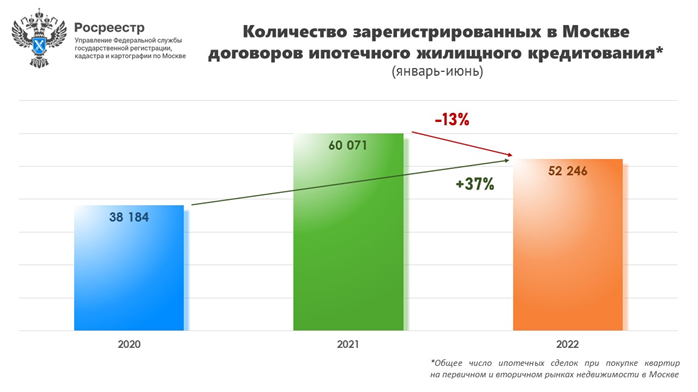 Росреестр
Управление Федеральной службы
государственной регистрации,
кадастра и картографии по Москве
Количество зарегистрированных в Москве
договоров ипотечного жилищного кредитования*
(январь-июнь)
-13%
60 071
52 246
+37%
38 184
2020
2021
2022
*Общее число ипотечных сделок при покупке квартир
на первичном и вторичном рынках недвижимости в Москве